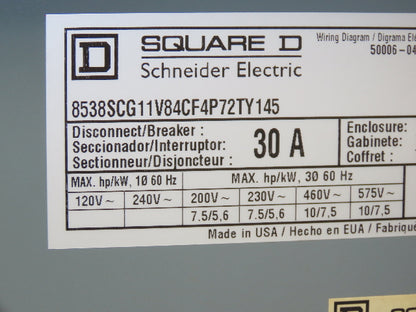 SQUARE D
Schneider Electric
Wiring Diagram / Digrama Elé
50006-04
8538SCG11V84CF4P72TY145
Disconnect/Breaker :
Seccionador/Interruptor:
Sectionneur/Disjoncteur :
30 A
Enclosure:
Gabinete:
Coffret :
MAX. hp/kW, 1Ø 60 Hz
MAX. hp/kW, 3Ø 60 Hz
120V~ 240V~ 200V~ 230V~ 460V~ 575V~
7.5/5,6 7.5/5,6 10/7,5 10/7,5
Made in USA / Hecho en EUA / Fabriqué